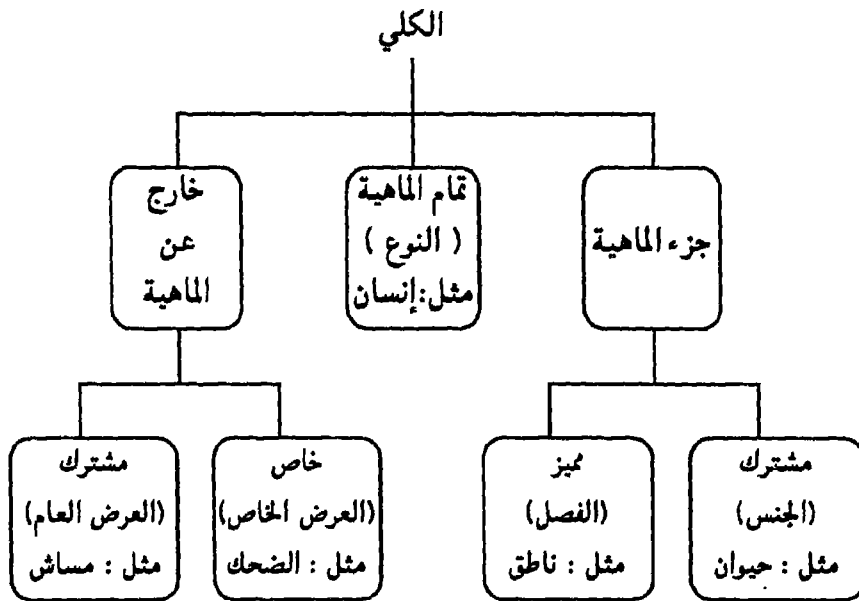 الكلي
جزء الماهية
تمام الماهية
( النوع )
مثل:إنسان
خارج
عن
الماهية
مشترك
(الجنس)
مثل : حيوان
مميز
(الفصل)
مثل : ناطق
خاص
(العرض الخاص)
مثل : الضحك
مشترك
(العرض العام)
مثل : مساش